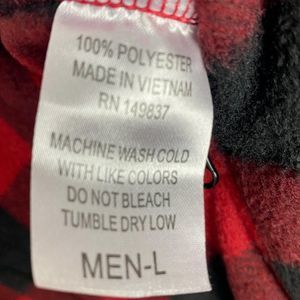 100% POLYESTER
MADE IN VIETNAM
RN 149837
MACHINE WASH COLD
WITH LIKE COLORS
DO NOT BLEACH
TUMBLE DRY LOW
MEN-L